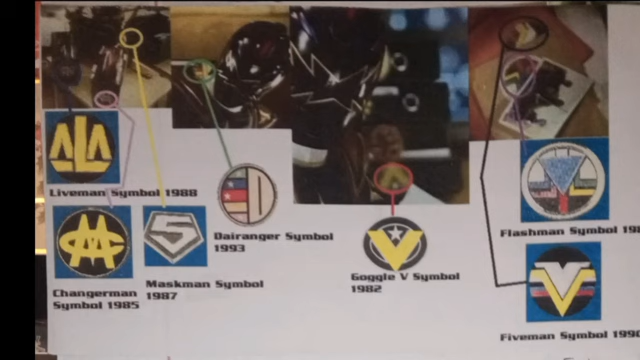 Liveman Symbol 1988
Dairanger Symbol
1993
Flashman Symbol
Changerman
Symbol 1985
Maskman Symbol
1987
5
Goggle V Symbol
1982
Fiveman Symbol 1990